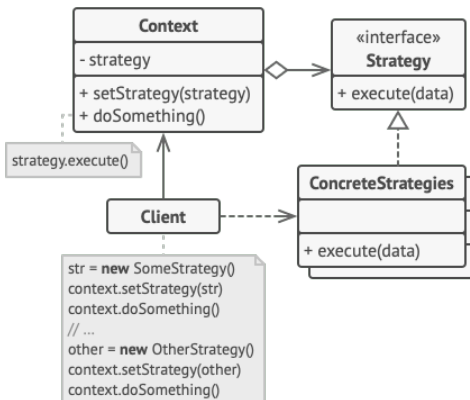 Context
- strategy
+ setStrategy(strategy)
+ doSomething()
«interface»
Strategy
+ execute(data)
strategy.execute()
Client
ConcreteStrategies
+ execute(data)
str = new SomeStrategy()
context.setStrategy(str)
context.doSomething()
// ...
other = new OtherStrategy()
context.setStrategy(other)
context.doSomething()